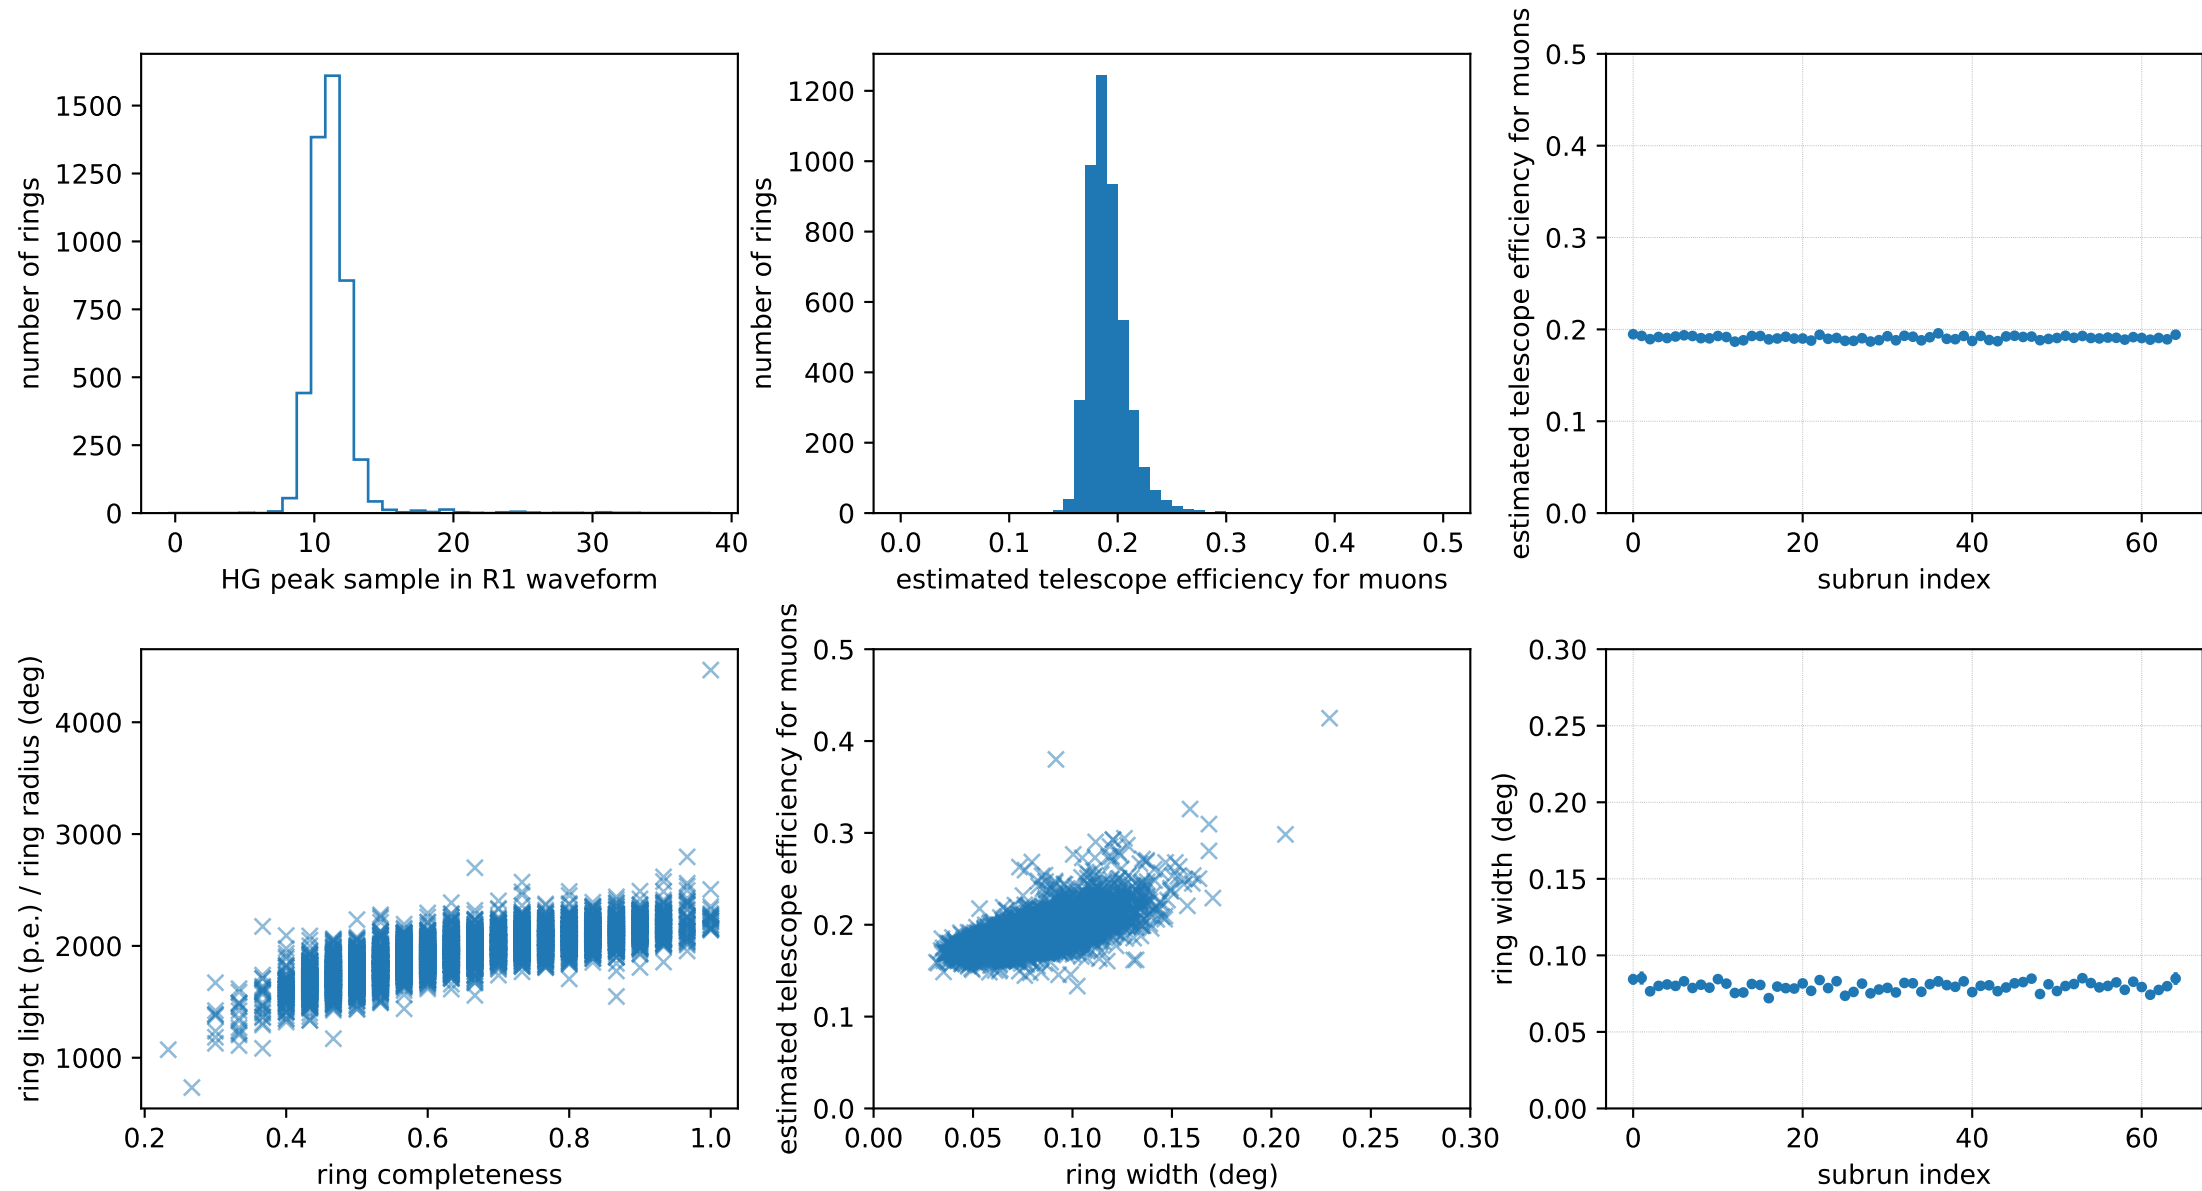 number of rings
1500
1250
1000
750
500
250
0
0 10 20 30 40
HG peak sample in R1 waveform
number of rings
1200
1000
800
600
400
200
0
0.0 0.1 0.2 0.3 0.4 0.5
estimated telescope efficiency for muons
estimated telescope efficiency for muons
0.5
0.4
0.3
0.2
0.1
0.0
0 20 40 60
subrun index
ring light (p.e.) / ring radius (deg)
4000
3000
2000
1000
0.2 0.4 0.6 0.8 1.0
ring completeness
estimated telescope efficiency for muons
0.5
0.4
0.3
0.2
0.1
0.0
0.00 0.05 0.10 0.15 0.20 0.25 0.30
ring width (deg)
ring width (deg)
0.30
0.25
0.20
0.15
0.10
0.05
0.00
0 20 40 60
subrun index